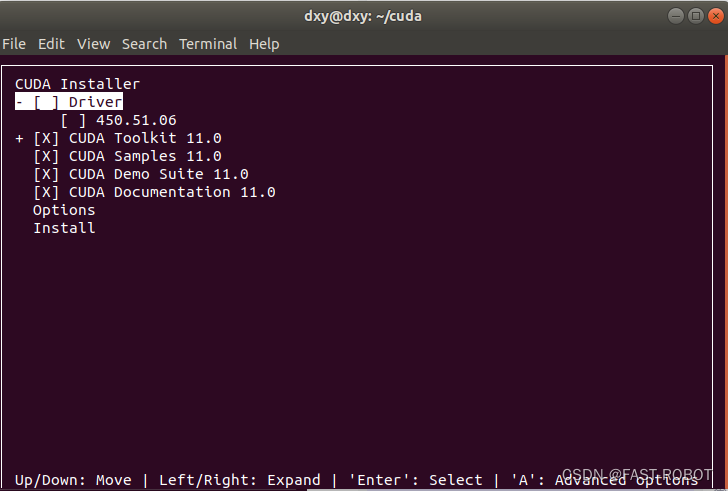 dxy@dxy: ~/cuda
File Edit View Search Terminal Help
CUDA Installer
- [ ] Driver
[ ] 450.51.06
+ [X] CUDA Toolkit 11.0
[X] CUDA Samples 11.0
[X] CUDA Demo Suite 11.0
[X] CUDA Documentation 11.0
Options
Install
Up/Down: Move | Left/Right: Expand | 'Enter': Select | 'A': Advanced options
CSDN @FAST-ROBOT